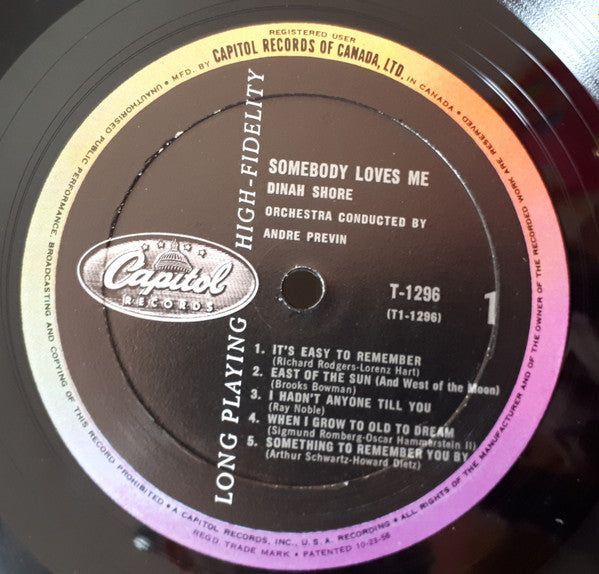 REGISTERED USER
• MFD. BY CAPITOL RECORDS OF CANADA, LTD. IN CANADA •
UNAUTHORISED PUBLIC PERFORMANCE, BROADCASTING AND COPYING OF THIS RECORD PROHIBITED •
ALL RIGHTS OF THE MANUFACTURER AND OF THE OWNER OF THE RECORDED WORK ARE RESERVED
• A CAPITOL RECORDS, INC., U. S. A. RECORDING •
REG'D. TRADE MARK • PATENTED 10-23-56
LONG PLAYING HIGH-FIDELITY
Capitol
RECORDS
SOMEBODY LOVES ME
DINAH SHORE
ORCHESTRA CONDUCTED BY
ANDRE PREVIN
T-1296
(T1-1296)
1
1. IT'S EASY TO REMEMBER
(Richard Rodgers-Lorenz Hart)
2. EAST OF THE SUN (And West of the Moon)
(Brooks Bowman)
3. I HADN'T ANYONE TILL YOU
(Ray Noble)
4. WHEN I GROW TO OLD TO DREAM
(Sigmund Romberg-Oscar Hammerstein II)
5. SOMETHING TO REMEMBER YOU BY
(Arthur Schwartz-Howard Dietz)